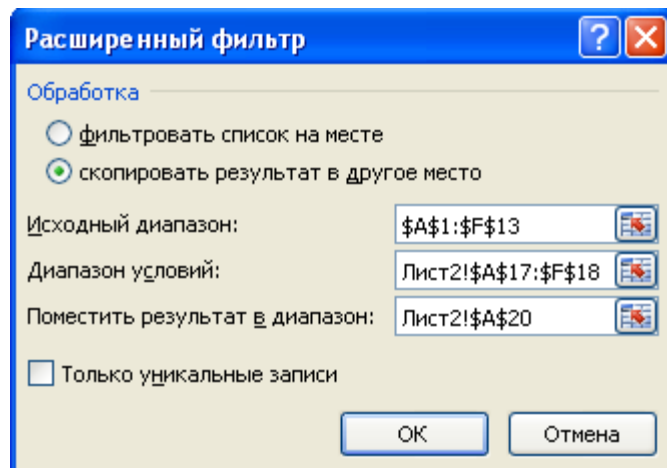 Расширенный фильтр
Обработка
фильтровать список на месте
скопировать результат в другое место
Исходный диапазон: $A$1:$F$13
Диапазон условий: Лист2!$A$17:$F$18
Поместить результат в диапазон: Лист2!$A$20
Только уникальные записи
ОК Отмена